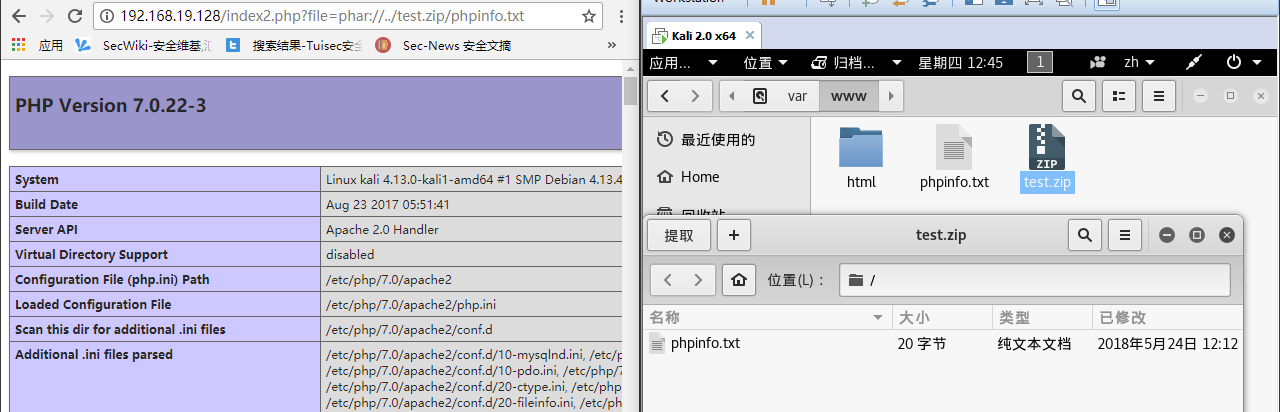 192.168.19.128/index2.php?file=phar://../test.zip/phpinfo.txt
应用
SecWiki-安全维基,汇
搜索结果-Tuisec安全
Sec-News 安全文摘
»
PHP Version 7.0.22-3
System
Linux kali 4.13.0-kali1-amd64 #1 SMP Debian 4.13.4
Build Date
Aug 23 2017 05:51:41
Server API
Apache 2.0 Handler
Virtual Directory Support
disabled
Configuration File (php.ini) Path
/etc/php/7.0/apache2
Loaded Configuration File
/etc/php/7.0/apache2/php.ini
Scan this dir for additional .ini files
/etc/php/7.0/apache2/conf.d
Additional .ini files parsed
/etc/php/7.0/apache2/conf.d/10-mysqlnd.ini, /etc/p
/etc/php/7.0/apache2/conf.d/10-pdo.ini, /etc/php/7
/etc/php/7.0/apache2/conf.d/20-ctype.ini, /etc/php
/etc/php/7.0/apache2/conf.d/20-fileinfo.ini, /etc/ph
Workstation
Kali 2.0 x64
应用... 位置 归档... 星期四 12:45 1 zh
var www
最近使用的
Home
html
phpinfo.txt
ZIP
test.zip
提取 + test.zip
位置(L)： /
名称 大小 类型 已修改
phpinfo.txt 20 字节 纯文本文档 2018年5月24日 12:12